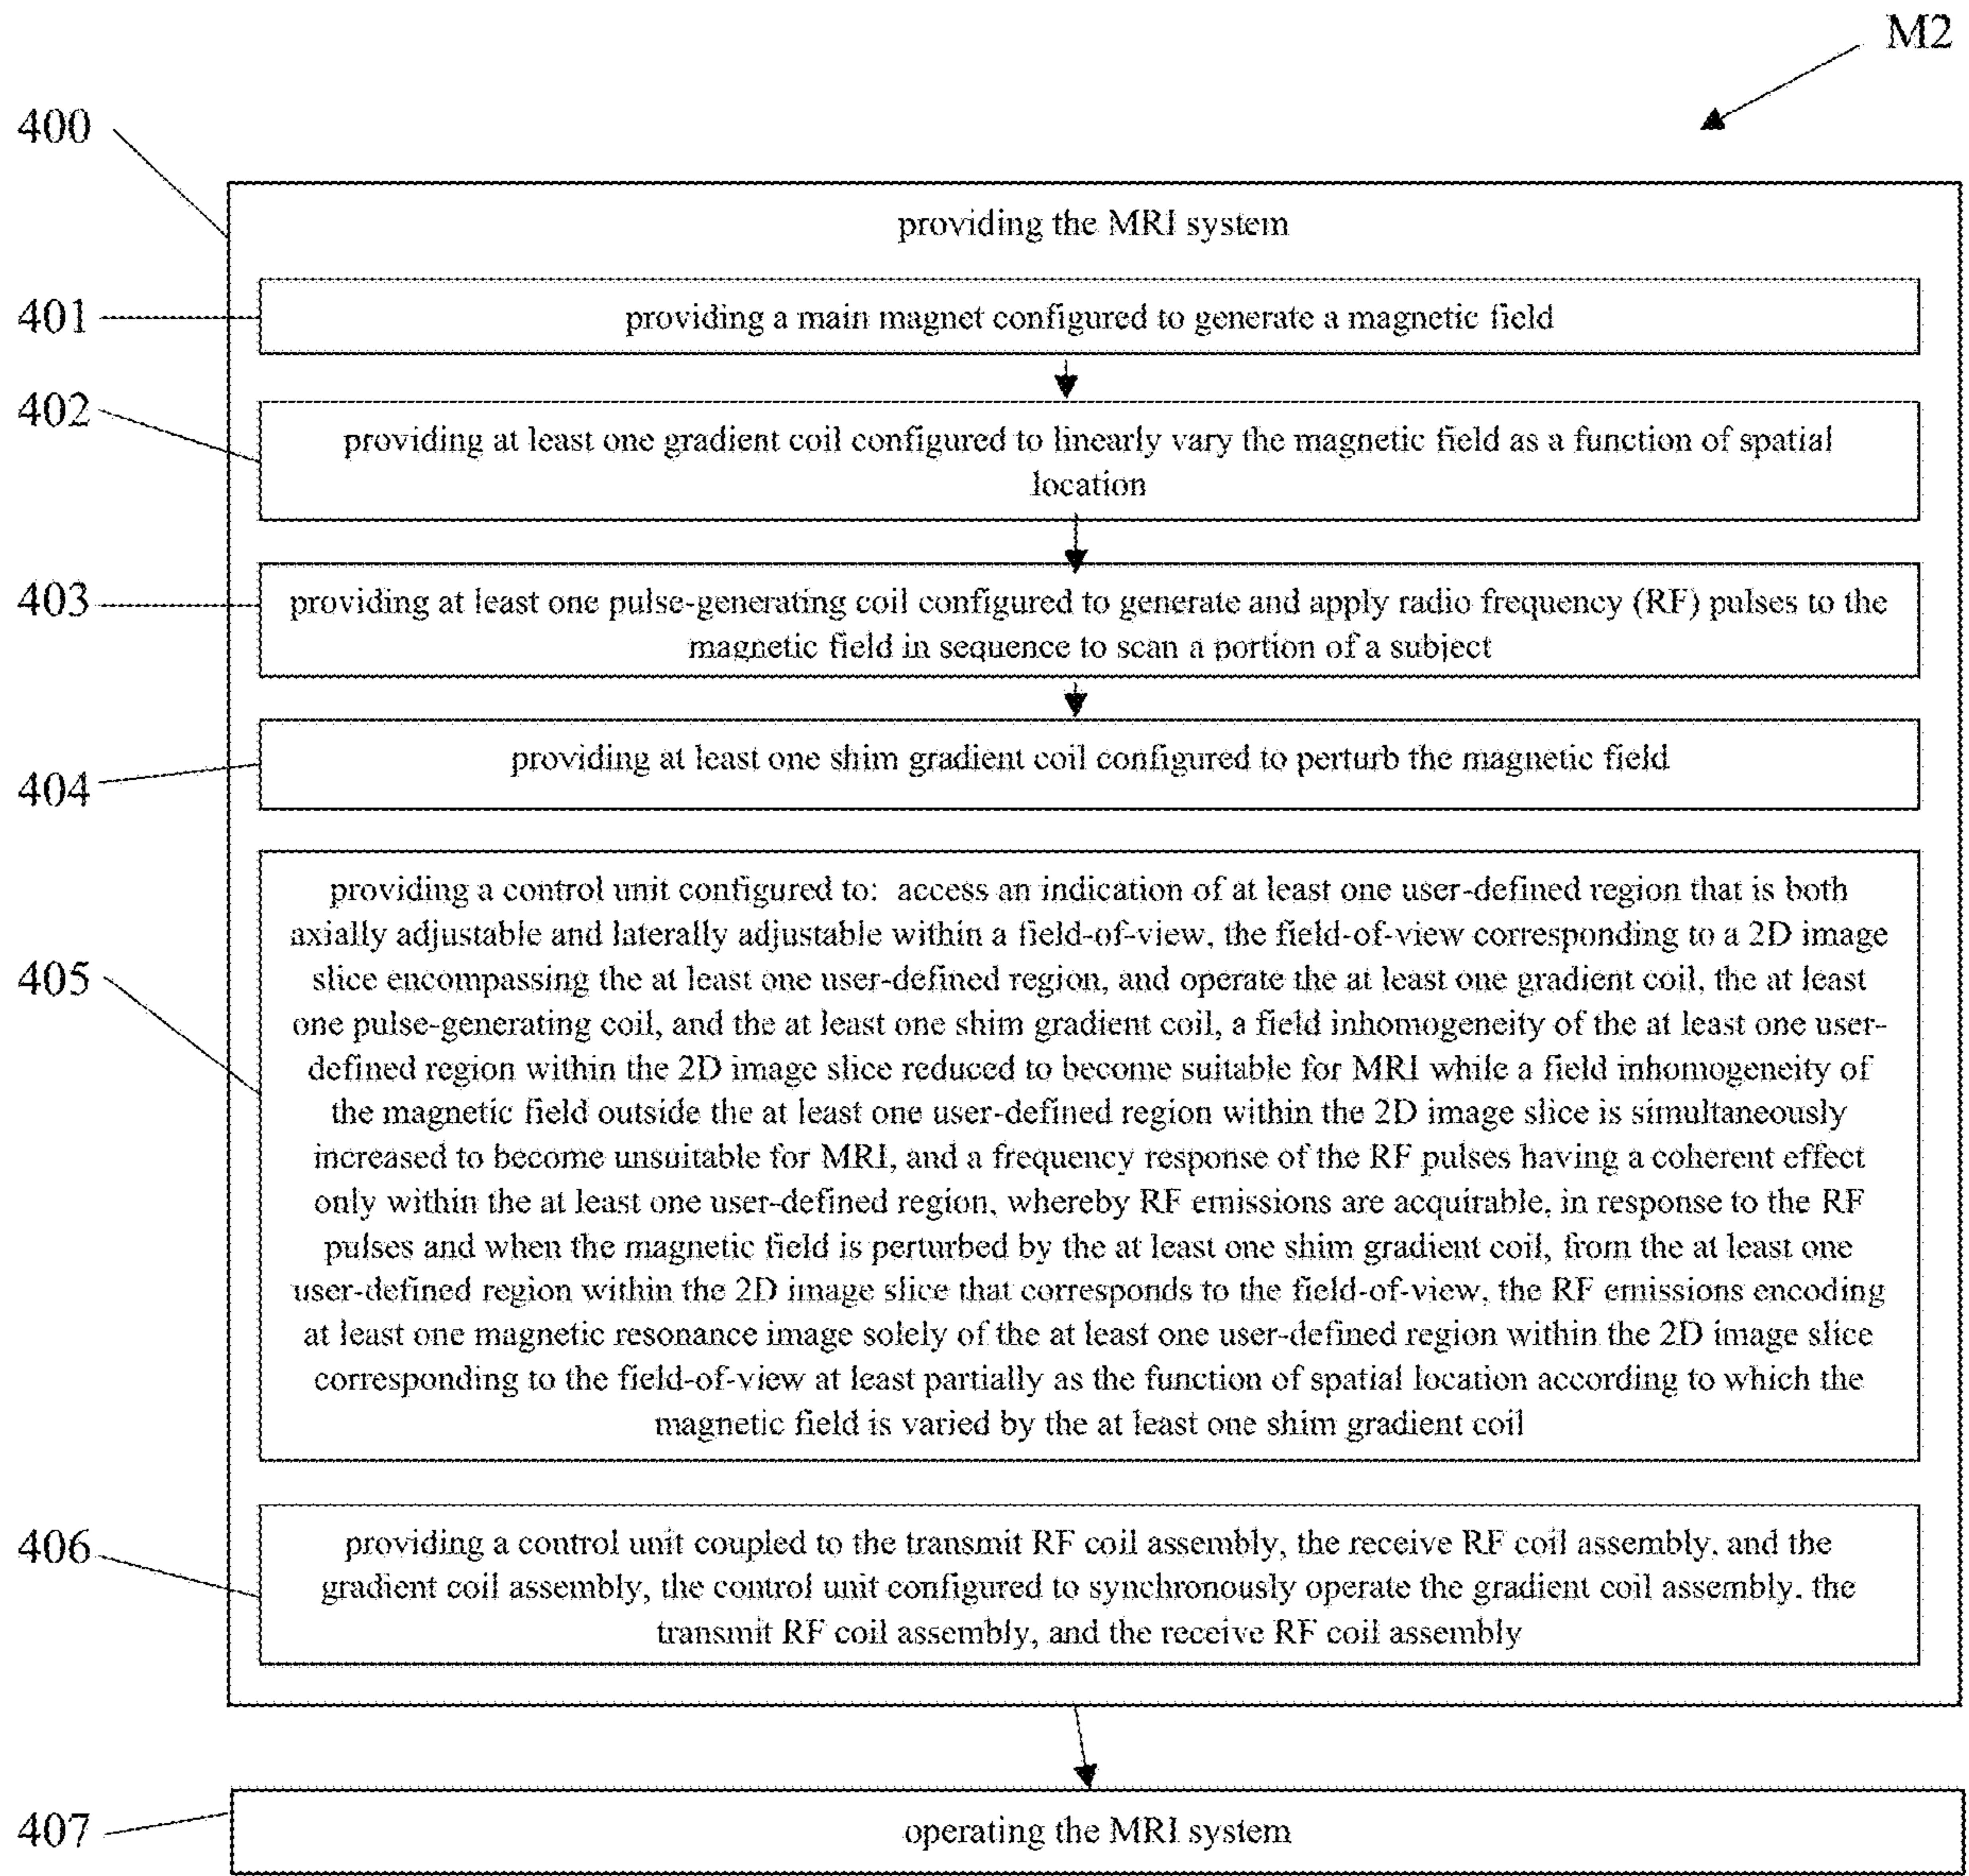 M2
400
providing the MRI system
401
providing a main magnet configured to generate a magnetic field
402
providing at least one gradient coil configured to linearly vary the magnetic field as a function of spatial
location
403
providing at least one pulse-generating coil configured to generate and apply radio frequency (RF) pulses to the
magnetic field in sequence to scan a portion of a subject
404
providing at least one shim gradient coil configured to perturb the magnetic field
405
providing a control unit configured to: access an indication of at least one user-defined region that is both
axially adjustable and laterally adjustable within a field-of-view, the field-of-view corresponding to a 2D image
slice encompassing the at least one user-defined region, and operate the at least one gradient coil, the at least
one pulse-generating coil, and the at least one shim gradient coil, a field inhomogeneity of the at least one user-
defined region within the 2D image slice reduced to become suitable for MRI while a field inhomogeneity of
the magnetic field outside the at least one user-defined region within the 2D image slice is simultaneously
increased to become unsuitable for MRI, and a frequency response of the RF pulses having a coherent effect
only within the at least one user-defined region, whereby RF emissions are acquirable, in response to the RF
pulses and when the magnetic field is perturbed by the at least one shim gradient coil, from the at least one
user-defined region within the 2D image slice that corresponds to the field-of-view, the RF emissions encoding
at least one magnetic resonance image solely of the at least one user-defined region within the 2D image slice
corresponding to the field-of-view at least partially as the function of spatial location according to which the
magnetic field is varied by the at least one shim gradient coil
406
providing a control unit coupled to the transmit RF coil assembly, the receive RF coil assembly, and the
gradient coil assembly, the control unit configured to synchronously operate the gradient coil assembly, the
transmit RF coil assembly, and the receive RF coil assembly
407
operating the MRI system